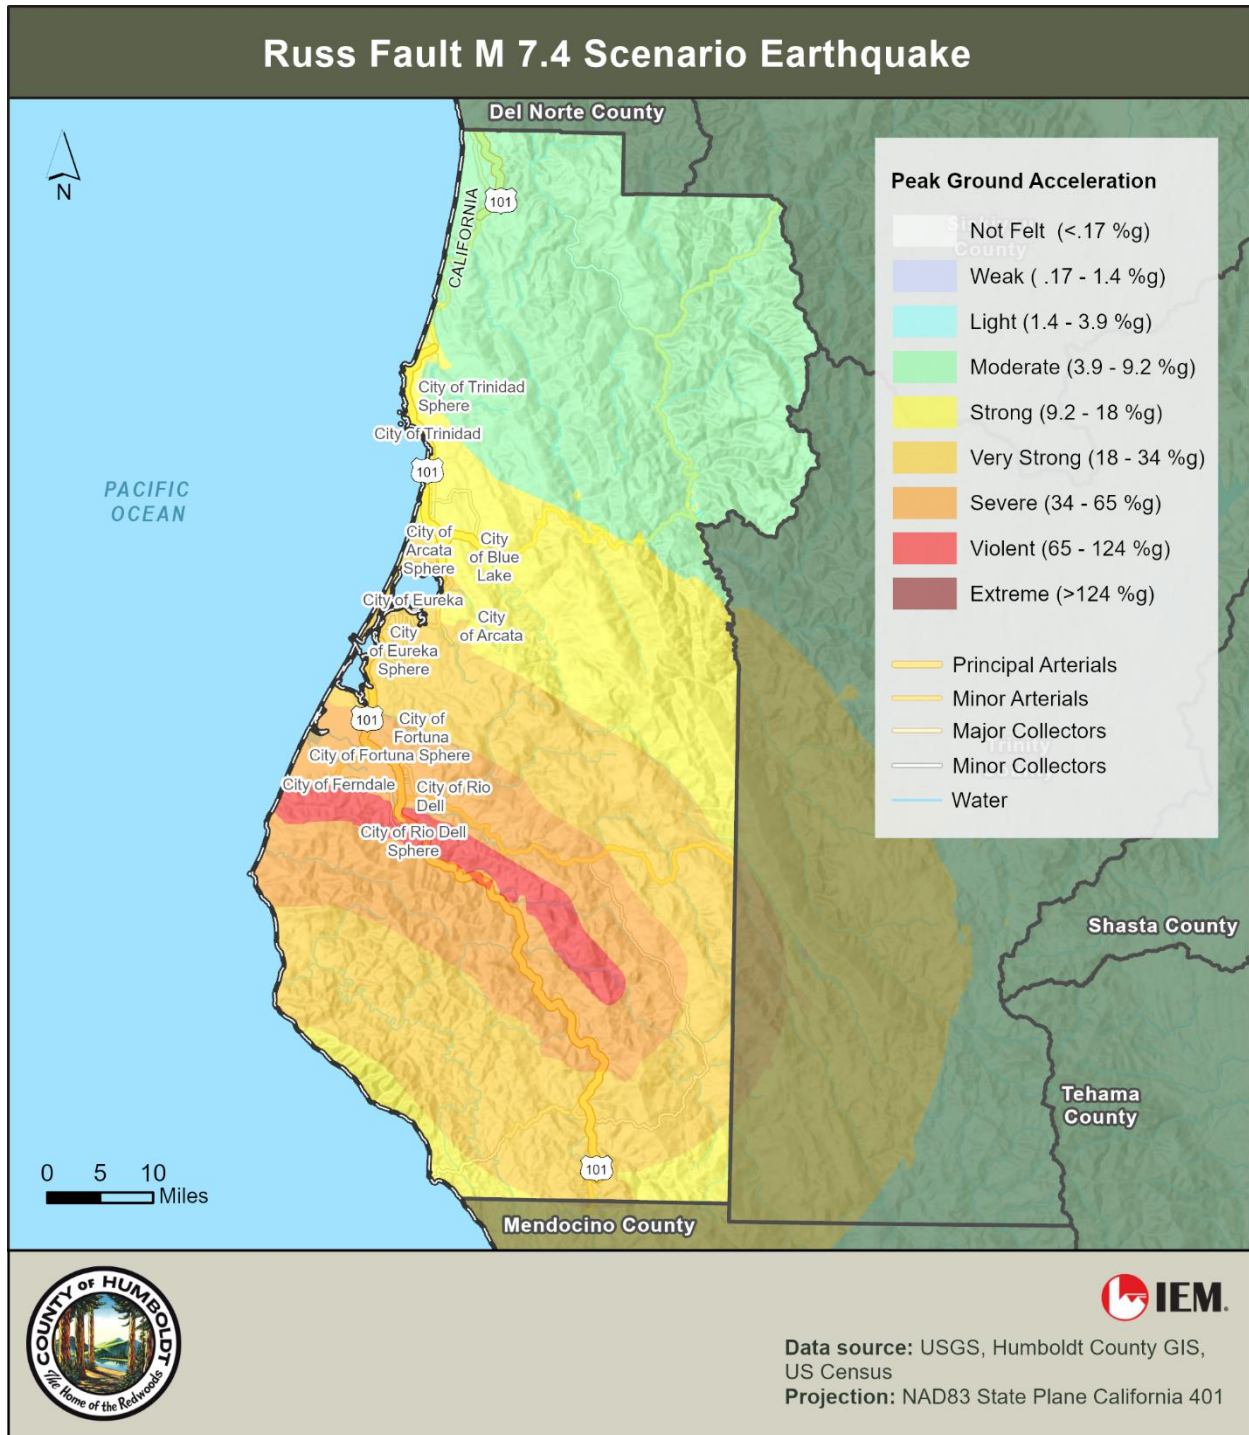 Russ Fault M 7.4 Scenario Earthquake
Del Norte County
N
101
CALIFORNIA
Peak Ground Acceleration
Not Felt (<.17 %g)
Siskiyou
County
Weak ( .17 - 1.4 %g)
Light (1.4 - 3.9 %g)
Moderate (3.9 - 9.2 %g)
Strong (9.2 - 18 %g)
Very Strong (18 - 34 %g)
Severe (34 - 65 %g)
Violent (65 - 124 %g)
Extreme (>124 %g)
Principal Arterials
Minor Arterials
Major Collectors
Trinity
County
Minor Collectors
Water
City of Trinidad
Sphere
City of Trinidad
101
PACIFIC
OCEAN
City of
Arcata
Sphere
City
of Blue
Lake
City of Eureka
City
of Arcata
City
of Eureka
Sphere
101
City of
Fortuna
City of Fortuna Sphere
City of Ferndale
City of Rio
Dell
City of Rio Dell
Sphere
Shasta County
Tehama
County
0 5 10
Miles
101
Mendocino County
COUNTY OF HUMBOLDT
The Home of the Redwoods
IEM.
Data source: USGS, Humboldt County GIS,
US Census
Projection: NAD83 State Plane California 401